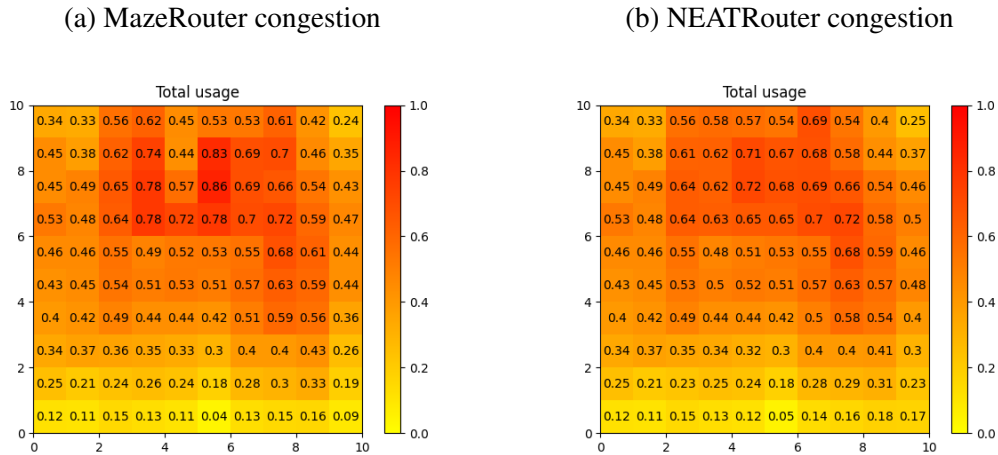 (a) MazeRouter congestion
Total usage
10
8
6
4
2
0
0.34 0.33 0.56 0.62 0.45 0.53 0.53 0.61 0.42 0.24
0.45 0.38 0.62 0.74 0.44 0.83 0.69 0.7 0.46 0.35
0.45 0.49 0.65 0.78 0.57 0.86 0.69 0.66 0.54 0.43
0.53 0.48 0.64 0.78 0.72 0.78 0.7 0.72 0.59 0.47
0.46 0.46 0.55 0.49 0.52 0.53 0.55 0.68 0.61 0.44
0.43 0.45 0.54 0.51 0.53 0.51 0.57 0.63 0.59 0.44
0.4 0.42 0.49 0.44 0.44 0.42 0.51 0.59 0.56 0.36
0.34 0.37 0.36 0.35 0.33 0.3 0.4 0.4 0.43 0.26
0.25 0.21 0.24 0.26 0.24 0.18 0.28 0.3 0.33 0.19
0.12 0.11 0.15 0.13 0.11 0.04 0.13 0.15 0.16 0.09
0 2 4 6 8 10
1.0
0.8
0.6
0.4
0.2
0.0
(b) NEATRouter congestion
Total usage
10
8
6
4
2
0
0.34 0.33 0.56 0.58 0.57 0.54 0.69 0.54 0.4 0.25
0.45 0.38 0.61 0.62 0.71 0.67 0.68 0.58 0.44 0.37
0.45 0.49 0.64 0.62 0.72 0.68 0.69 0.66 0.54 0.46
0.53 0.48 0.64 0.63 0.65 0.65 0.7 0.72 0.58 0.5
0.46 0.46 0.55 0.48 0.51 0.53 0.55 0.68 0.59 0.46
0.43 0.45 0.53 0.5 0.52 0.51 0.57 0.63 0.57 0.48
0.4 0.42 0.49 0.44 0.44 0.42 0.5 0.58 0.54 0.4
0.34 0.37 0.35 0.34 0.32 0.3 0.4 0.4 0.41 0.3
0.25 0.21 0.23 0.25 0.24 0.18 0.28 0.29 0.31 0.23
0.12 0.11 0.15 0.13 0.12 0.05 0.14 0.16 0.18 0.17
0 2 4 6 8 10
1.0
0.8
0.6
0.4
0.2
0.0